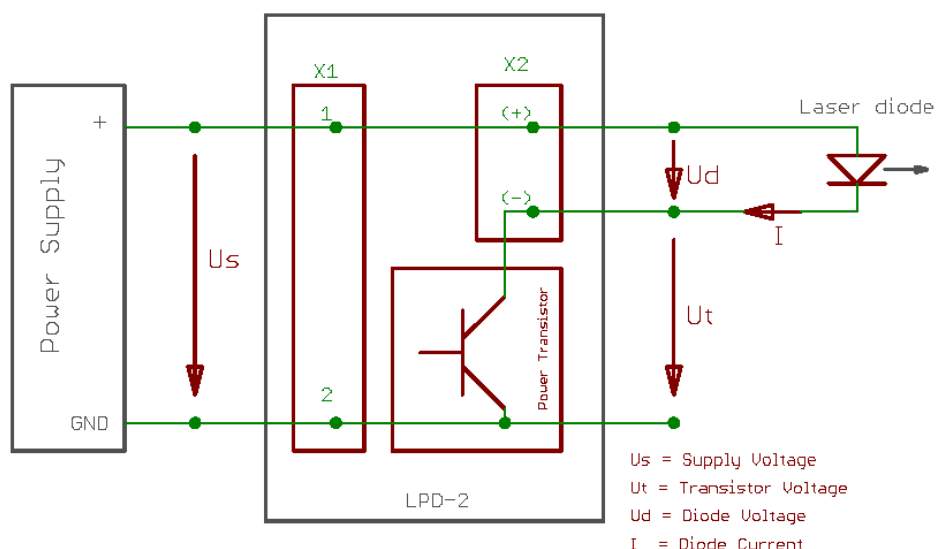 X1
X2
Laser diode
+
1
(+)
Ud
(-)
I
Power Supply
Us
Ut
Power Transistor
2
GND
LPD-2
Us = Supply Voltage
Ut = Transistor Voltage
Ud = Diode Voltage
I = Diode Current